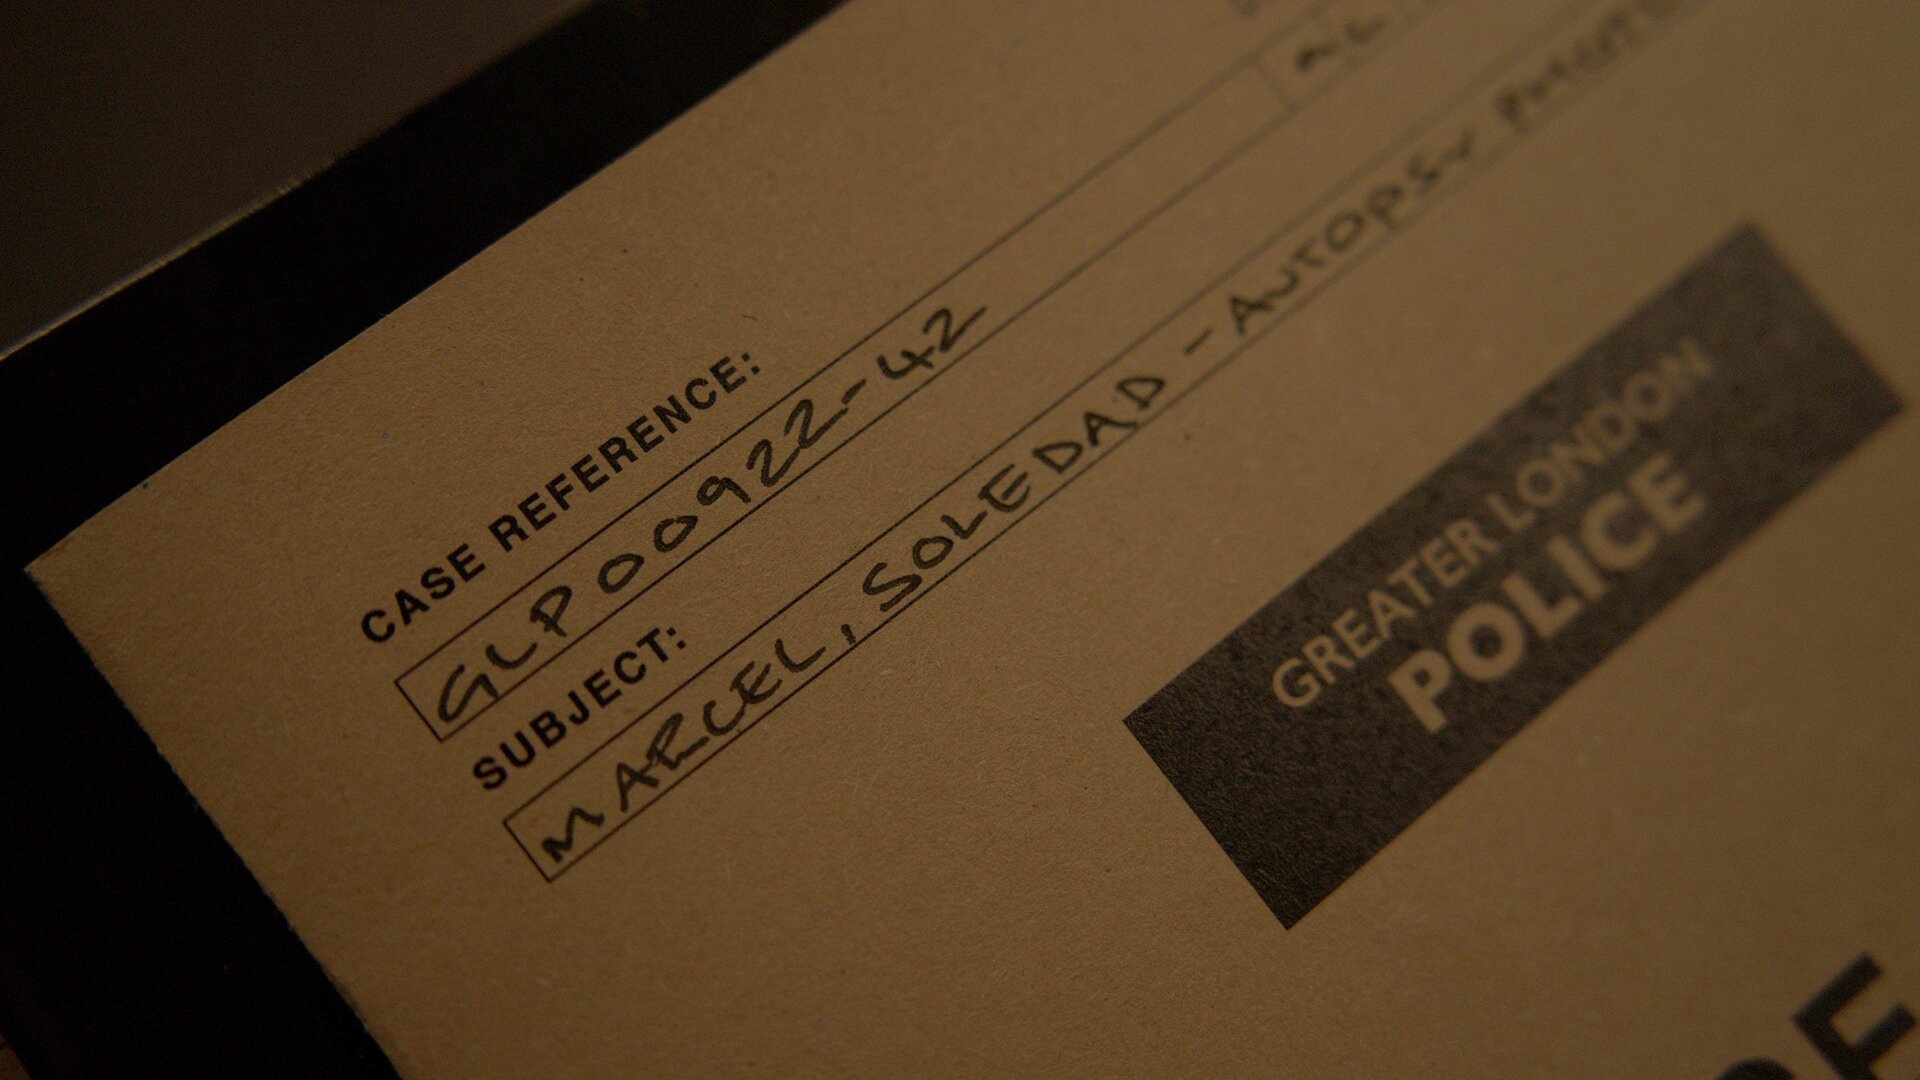 CASE REFERENCE:
GLP00922-42
SUBJECT:
MARCEL, SOLEDAD - AUTOPSY
GREATER LONDON
POLICE